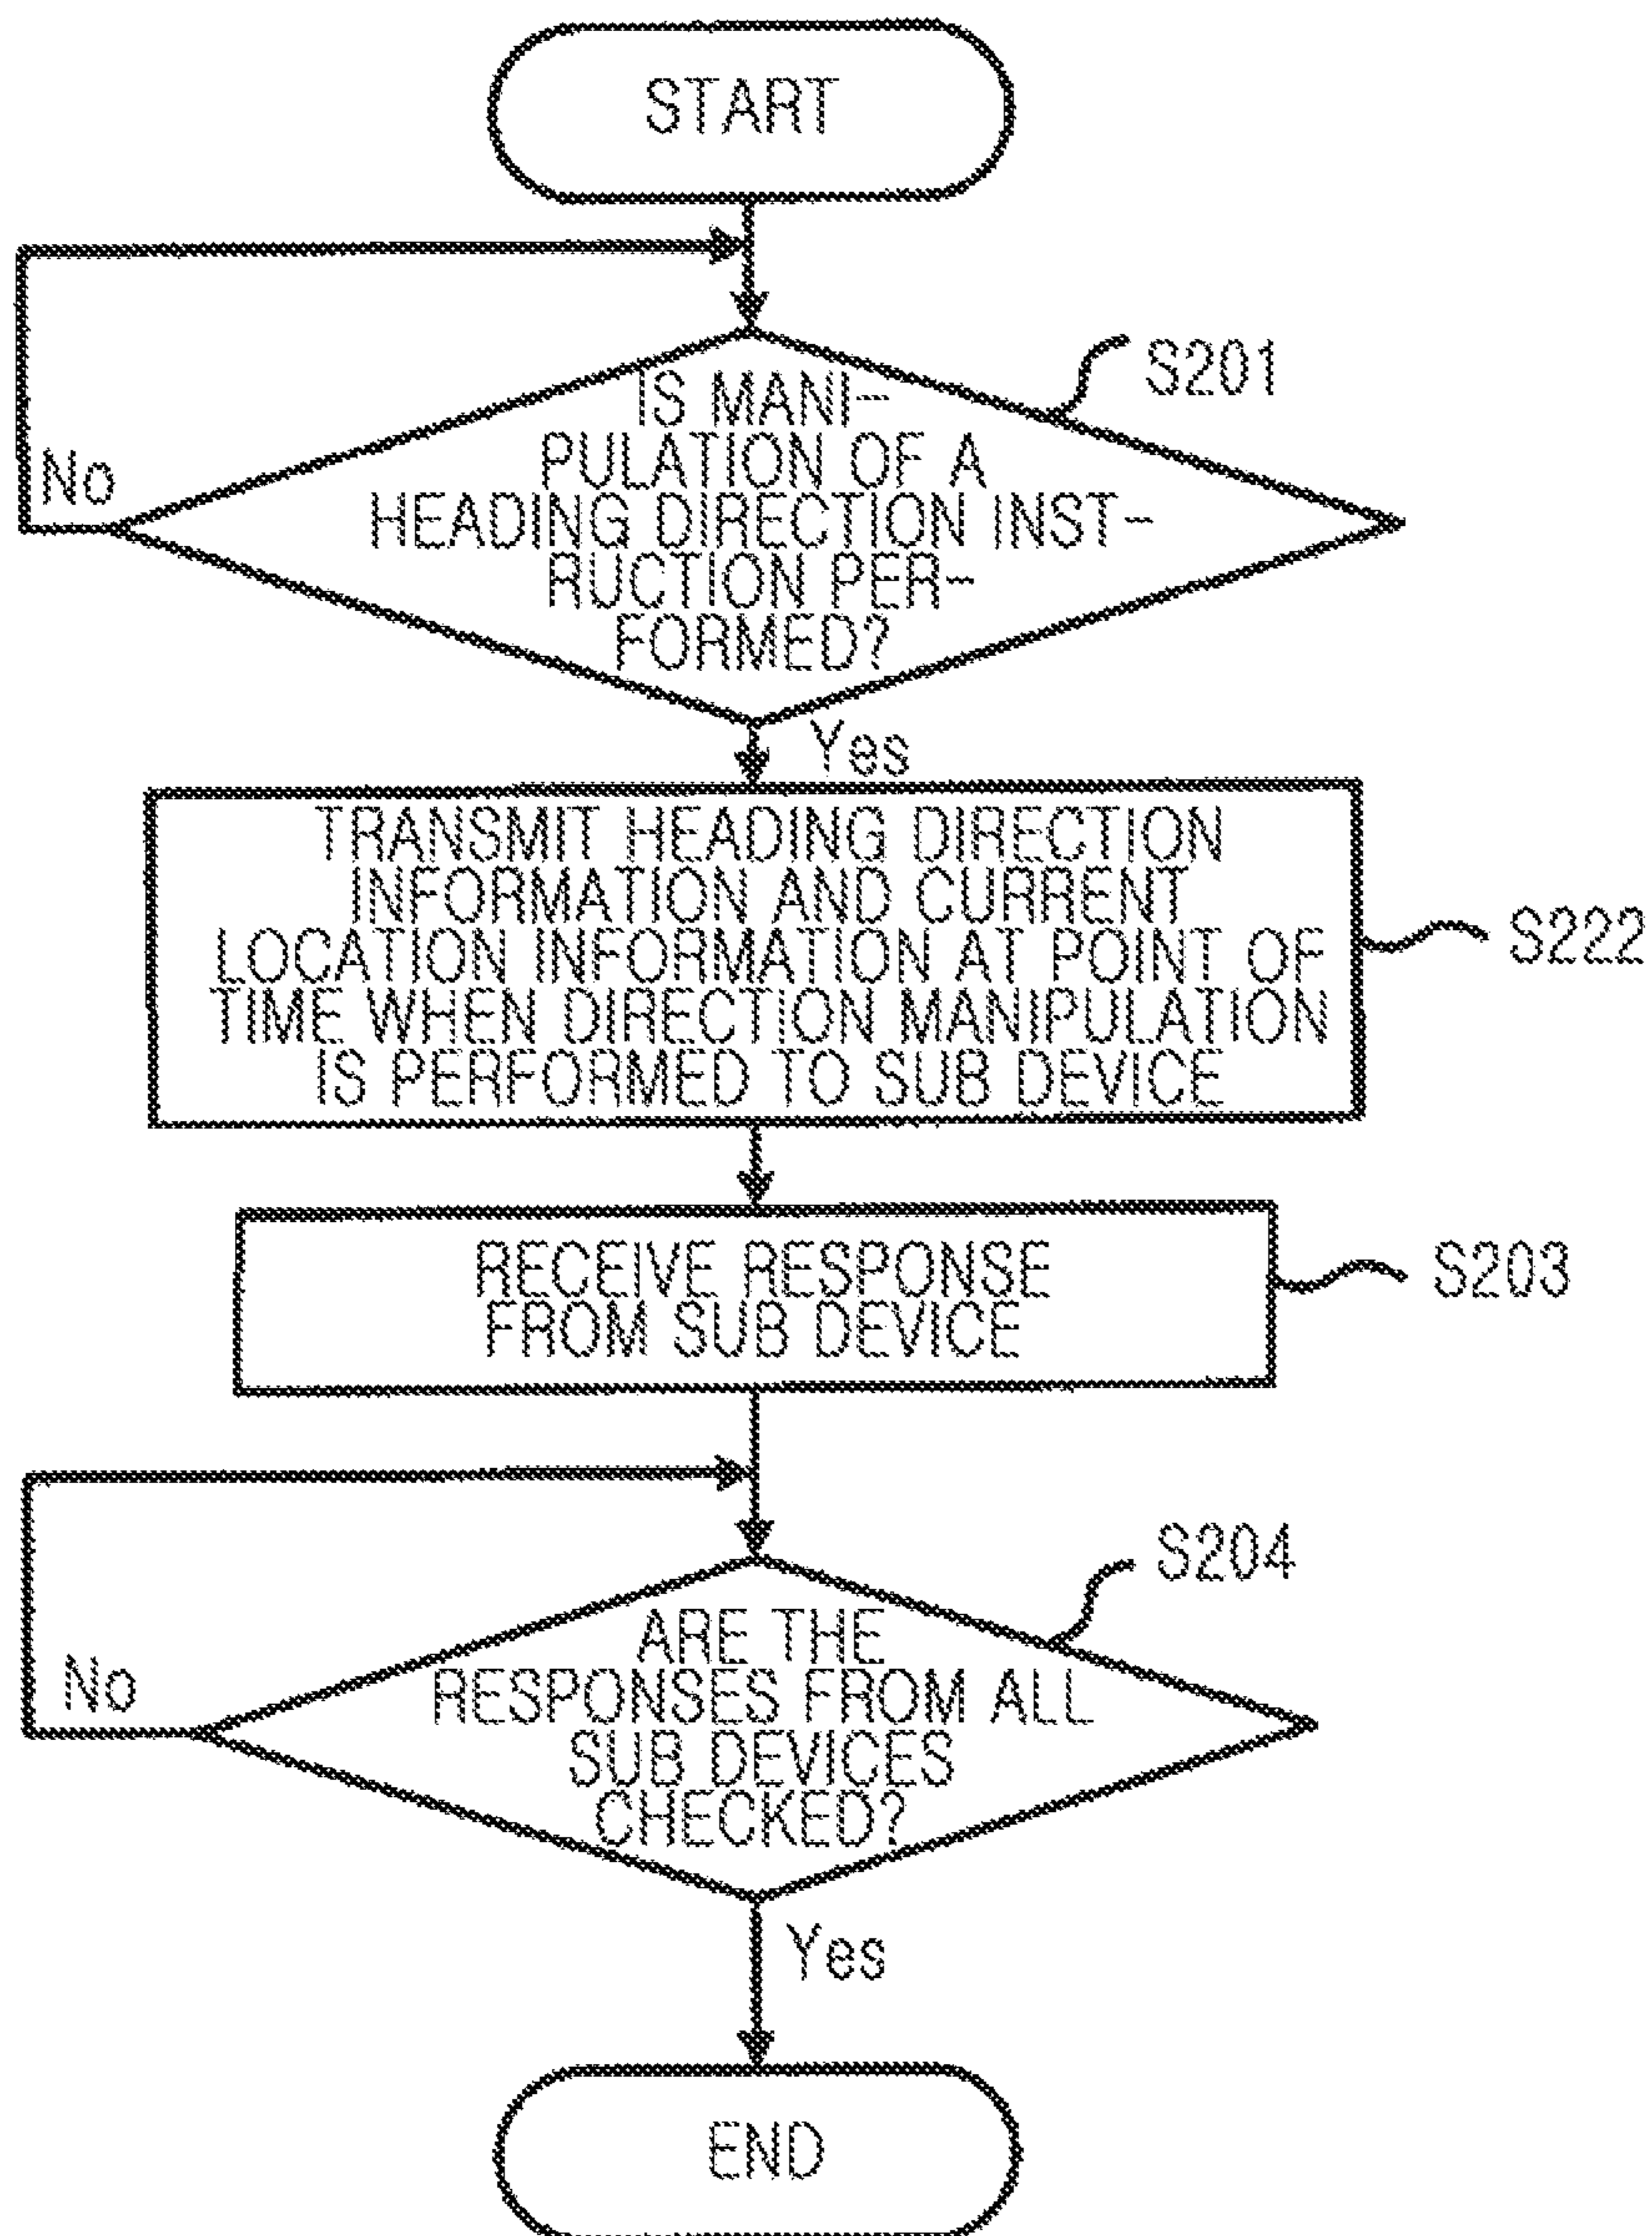 START
S201
IS MANI-
PULATION OF A
No
HEADING DIRECTION INST-
RUCTION PER-
FORMED?
Yes
TRANSMIT HEADING DIRECTION
INFORMATION AND CURRENT
LOCATION INFORMATION AT POINT OF
TIME WHEN DIRECTION MANIPULATION
IS PERFORMED TO SUB DEVICE
S222
RECEIVE RESPONSE
FROM SUB DEVICE
S203
S204
ARE THE
RESPONSES FROM ALL
No
SUB DEVICES
CHECKED?
Yes
END